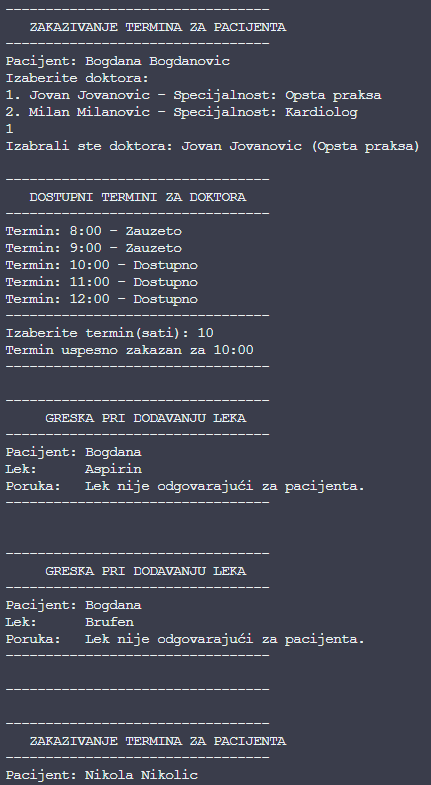 ---------------------------------
ZAKAZIVANJE TERMINA ZA PACIJENTA
---------------------------------
Pacijent: Bogdana Bogdanovic
Izaberite doktora:
1. Jovan Jovanovic - Specijalnost: Opsta praksa
2. Milan Milanovic - Specijalnost: Kardiolog
1
Izabrali ste doktora: Jovan Jovanovic (Opsta praksa)
---------------------------------
DOSTUPNI TERMINI ZA DOKTORA
---------------------------------
Termin: 8:00 - Zauzeto
Termin: 9:00 - Zauzeto
Termin: 10:00 - Dostupno
Termin: 11:00 - Dostupno
Termin: 12:00 - Dostupno
---------------------------------
Izaberite termin(sati): 10
Termin uspesno zakazan za 10:00
---------------------------------
---------------------------------
GRESKA PRI DODAVANJU LEKA
---------------------------------
Pacijent: Bogdana
Lek: Aspirin
Poruka: Lek nije odgovarajući za pacijenta.
---------------------------------
---------------------------------
GRESKA PRI DODAVANJU LEKA
---------------------------------
Pacijent: Bogdana
Lek: Brufen
Poruka: Lek nije odgovarajući za pacijenta.
---------------------------------
---------------------------------
---------------------------------
ZAKAZIVANJE TERMINA ZA PACIJENTA
---------------------------------
Pacijent: Nikola Nikolic